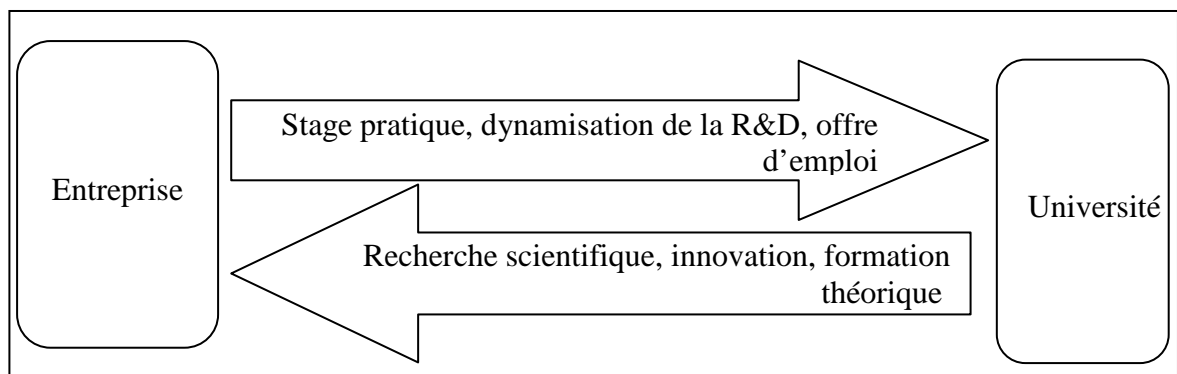 Stage pratique, dynamisation de la R&D, offre
d’emploi
Entreprise
Université
Recherche scientifique, innovation, formation
théorique